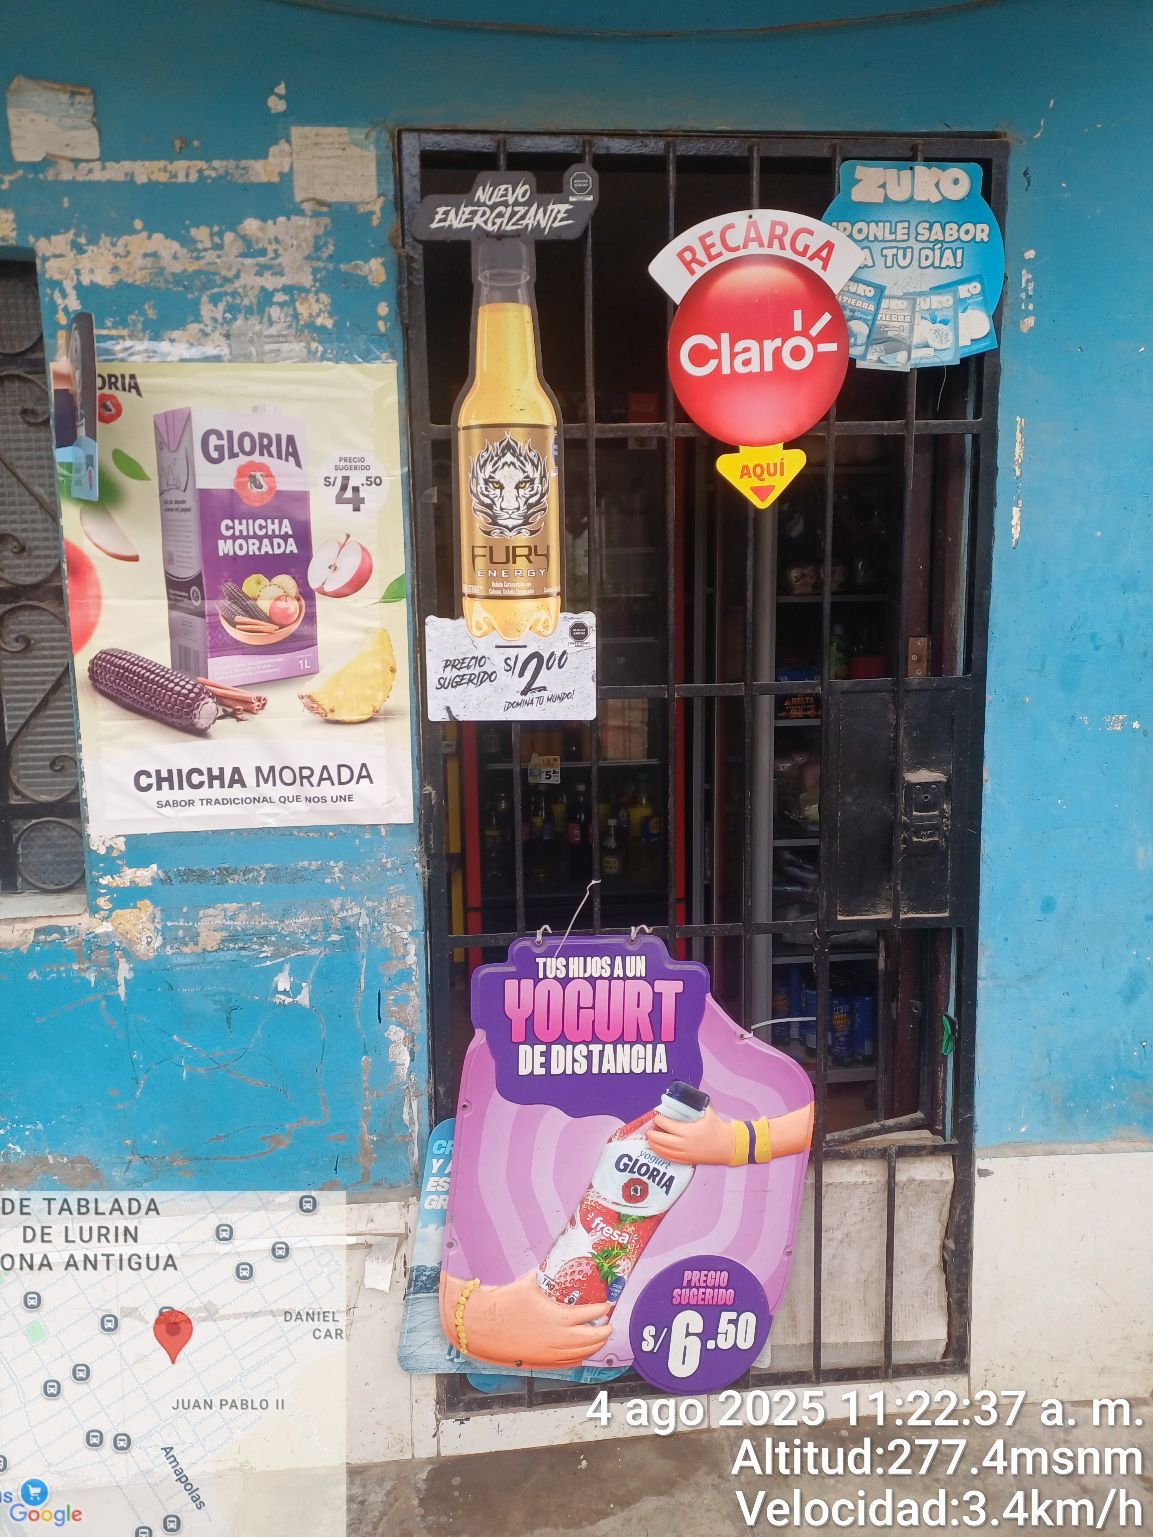 NUEVO
ENERGIZANTE
FURY
ENERGY
PRECIO
SUGERIDO
S/2.00
¡DOMINA TU MUNDO!
RECARGA
Claro
AQUÍ
ZUKO
¡PONLE SABOR
A TU DÍA!
ZUKO
ORIA
GLORIA
CHICHA
MORADA
1L
PRECIO
SUGERIDO
S/4.50
CHICHA MORADA
SABOR TRADICIONAL QUE NOS UNE
DELTA
TUS HIJOS A UN
YOGURT
DE DISTANCIA
yogurt
GLORIA
fresa
PRECIO
SUGERIDO
S/6.50
DE TABLADA
DE LURIN
ONA ANTIGUA
DANIEL
CAR
JUAN PABLO II
Amapolas
Google
4 ago 2025 11:22:37 a. m.
Altitud:277.4msnm
Velocidad:3.4km/h